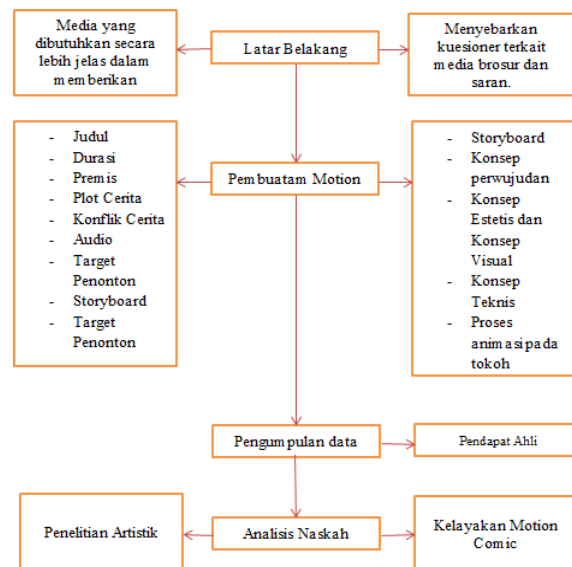 Media yang
dibutuhkan secara
lebih jelas dalam
memberikan
Latar Belakang
Menyebarkan
kuesioner terkait
media brosur dan
saran.
- Judul
- Durasi
- Premis
- Plot Cerita
- Konflik Cerita
- Audio
- Target
Penonton
- Storyboard
- Target
Penonton
Pembuatam Motion
- Storyboard
- Konsep
perwujudan
- Konsep
Estetis dan
Konsep
Visual
- Konsep
Teknis
- Proses
animasi pada
tokoh
Pengumpulan data
Pendapat Ahli
Penelitian Artistik
Analisis Naskah
Kelayakan Motion
Comic